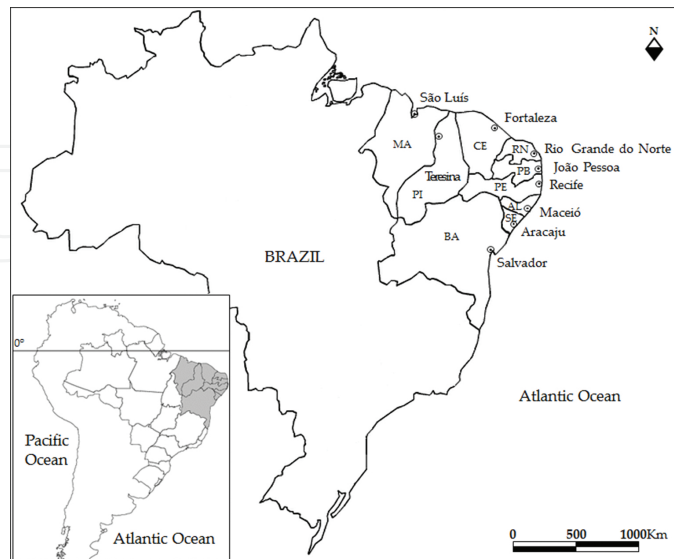 N
São Luís
Fortaleza
MA
CE
RN
Rio Grande do Norte
PB
João Pessoa
Teresina
PE
Recife
PI
AL
Maceió
SE
Aracaju
BA
BRAZIL
Salvador
0°
Atlantic Ocean
Pacific
Ocean
Atlantic Ocean
0 500 1000Km